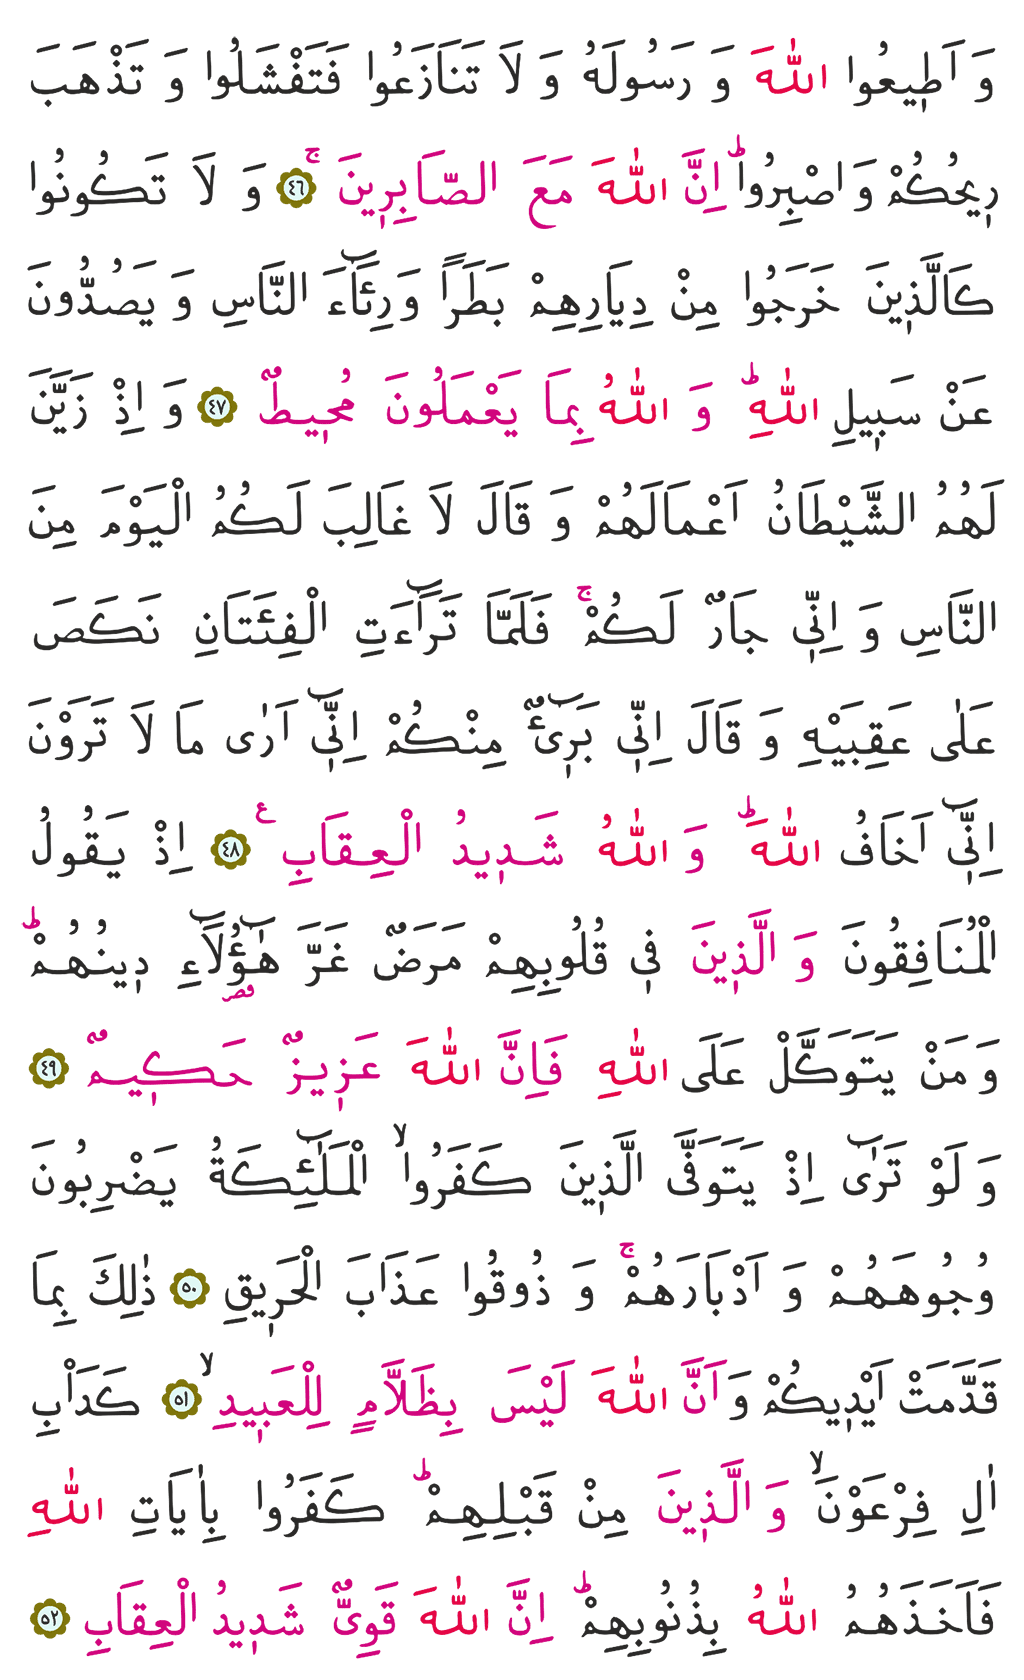 وَ اَطٖيعُوا اللّٰهَ وَ رَسُولَهُ وَ لَا تَنَازَعُوا فَتَفْشَلُوا وَ تَذْهَبَ
رٖيحُكُمْ وَ اصْبِرُواؕ اِنَّ اللّٰهَ مَعَ الصَّابِرٖينَۚ ﴿٤٦﴾ وَ لَا تَكُونُوا
كَالَّذٖينَ خَرَجُوا مِنْ دِيَارِهِمْ بَطَرًا وَ رِئَٓاءَ النَّاسِ وَ يَصُدُّونَ
عَنْ سَبٖيلِ اللّٰهِؕ وَ اللّٰهُ بِمَا يَعْمَلُونَ مُحٖيطٌ ﴿٤٧﴾ وَ اِذْ زَيَّنَ
لَهُمُ الشَّيْطَانُ اَعْمَالَهُمْ وَ قَالَ لَا غَالِبَ لَكُمُ الْيَوْمَ مِنَ
النَّاسِ وَ اِنّٖى جَارٌ لَكُمْۚ فَلَمَّا تَرَٓاءَتِ الْفِئَتَانِ نَكَصَ
عَلٰى عَقِبَيْهِ وَ قَالَ اِنّٖى بَرٖٓىءٌ مِنْكُمْ اِنّٖٓى اَرٰى مَا لَا تَرَوْنَ
اِنّٖٓى اَخَافُ اللّٰهَؕ وَ اللّٰهُ شَدٖيدُ الْعِقَابِ ع ﴿٤٨﴾ اِذْ يَقُولُ
الْمُنَافِقُونَ وَ الَّذٖينَ فٖى قُلُوبِهِمْ مَرَضٌ غَرَّ هٰٓؤُلَٓاءِ دٖينُهُمْؕ
وَ مَنْ يَتَوَكَّلْ عَلَى اللّٰهِ فَاِنَّ اللّٰهَ عَزٖيزٌ حَكٖيمٌ ﴿٤٩﴾
وَ لَوْ تَرٰٓى اِذْ يَتَوَفَّى الَّذٖينَ كَفَرُواۙ الْمَلٰٓئِكَةُ يَضْرِبُونَ
وُجُوهَهُمْ وَ اَدْبَارَهُمْۚ وَ ذُوقُوا عَذَابَ الْحَرٖيقِ ﴿٥٠﴾ ذٰلِكَ بِمَا
قَدَّمَتْ اَيْدٖيكُمْ وَ اَنَّ اللّٰهَ لَيْسَ بِظَلَّامٍ لِلْعَبٖيدِۙ ﴿٥١﴾ كَدَاْبِ
اٰلِ فِرْعَوْنَۙ وَ الَّذٖينَ مِنْ قَبْلِهِمْؕ كَفَرُوا بِاٰيَاتِ اللّٰهِ
فَاَخَذَهُمُ اللّٰهُ بِذُنُوبِهِمْؕ اِنَّ اللّٰهَ قَوِىٌّ شَدٖيدُ الْعِقَابِ ﴿٥٢﴾